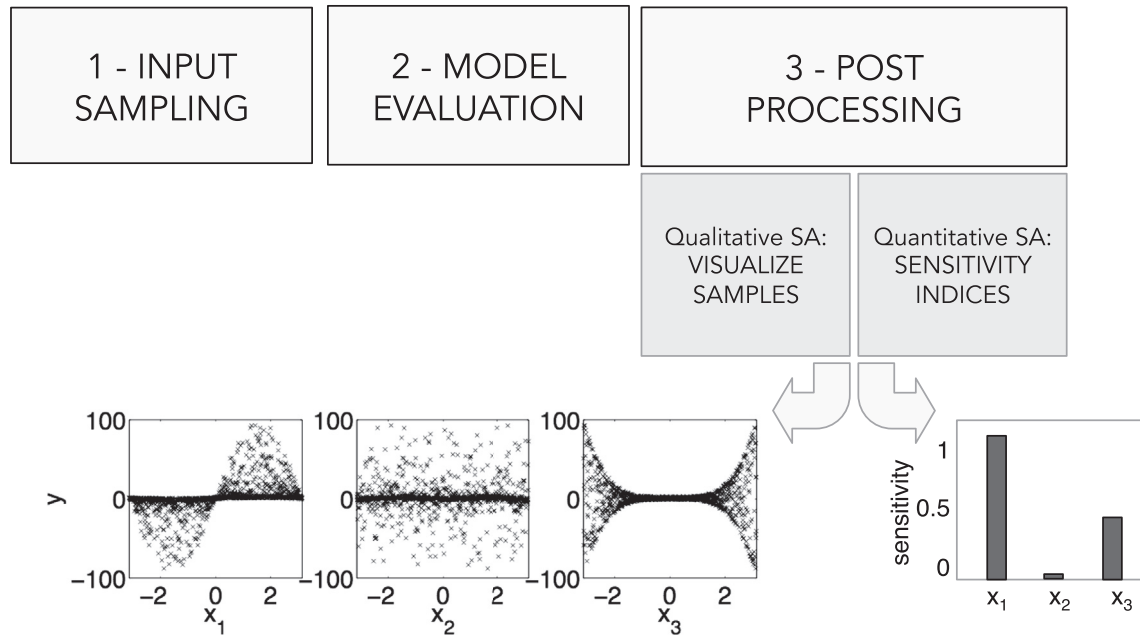 1 - INPUT
SAMPLING
2 - MODEL
EVALUATION
3 - POST
PROCESSING
Qualitative SA:
VISUALIZE
SAMPLES
Quantitative SA:
SENSITIVITY
INDICES
100
0
−100
y
−2
0
2
x1
100
0
−100
−2
0
2
x2
100
0
−100
−2
0
2
x3
1
0.5
0
sensitivity
x1
x2
x3